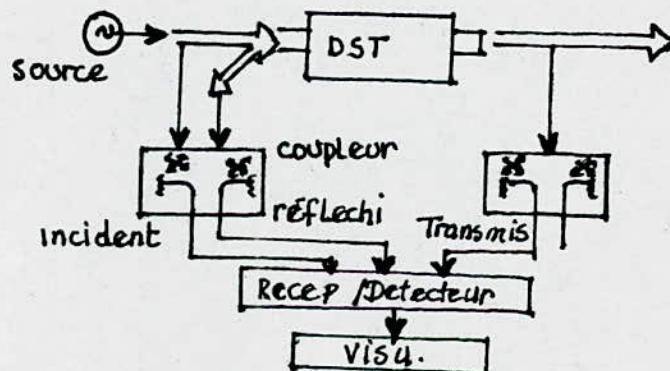 DST
source
coupleur
réflechi
incident
Transmis
Recep/Detecteur
Visu.